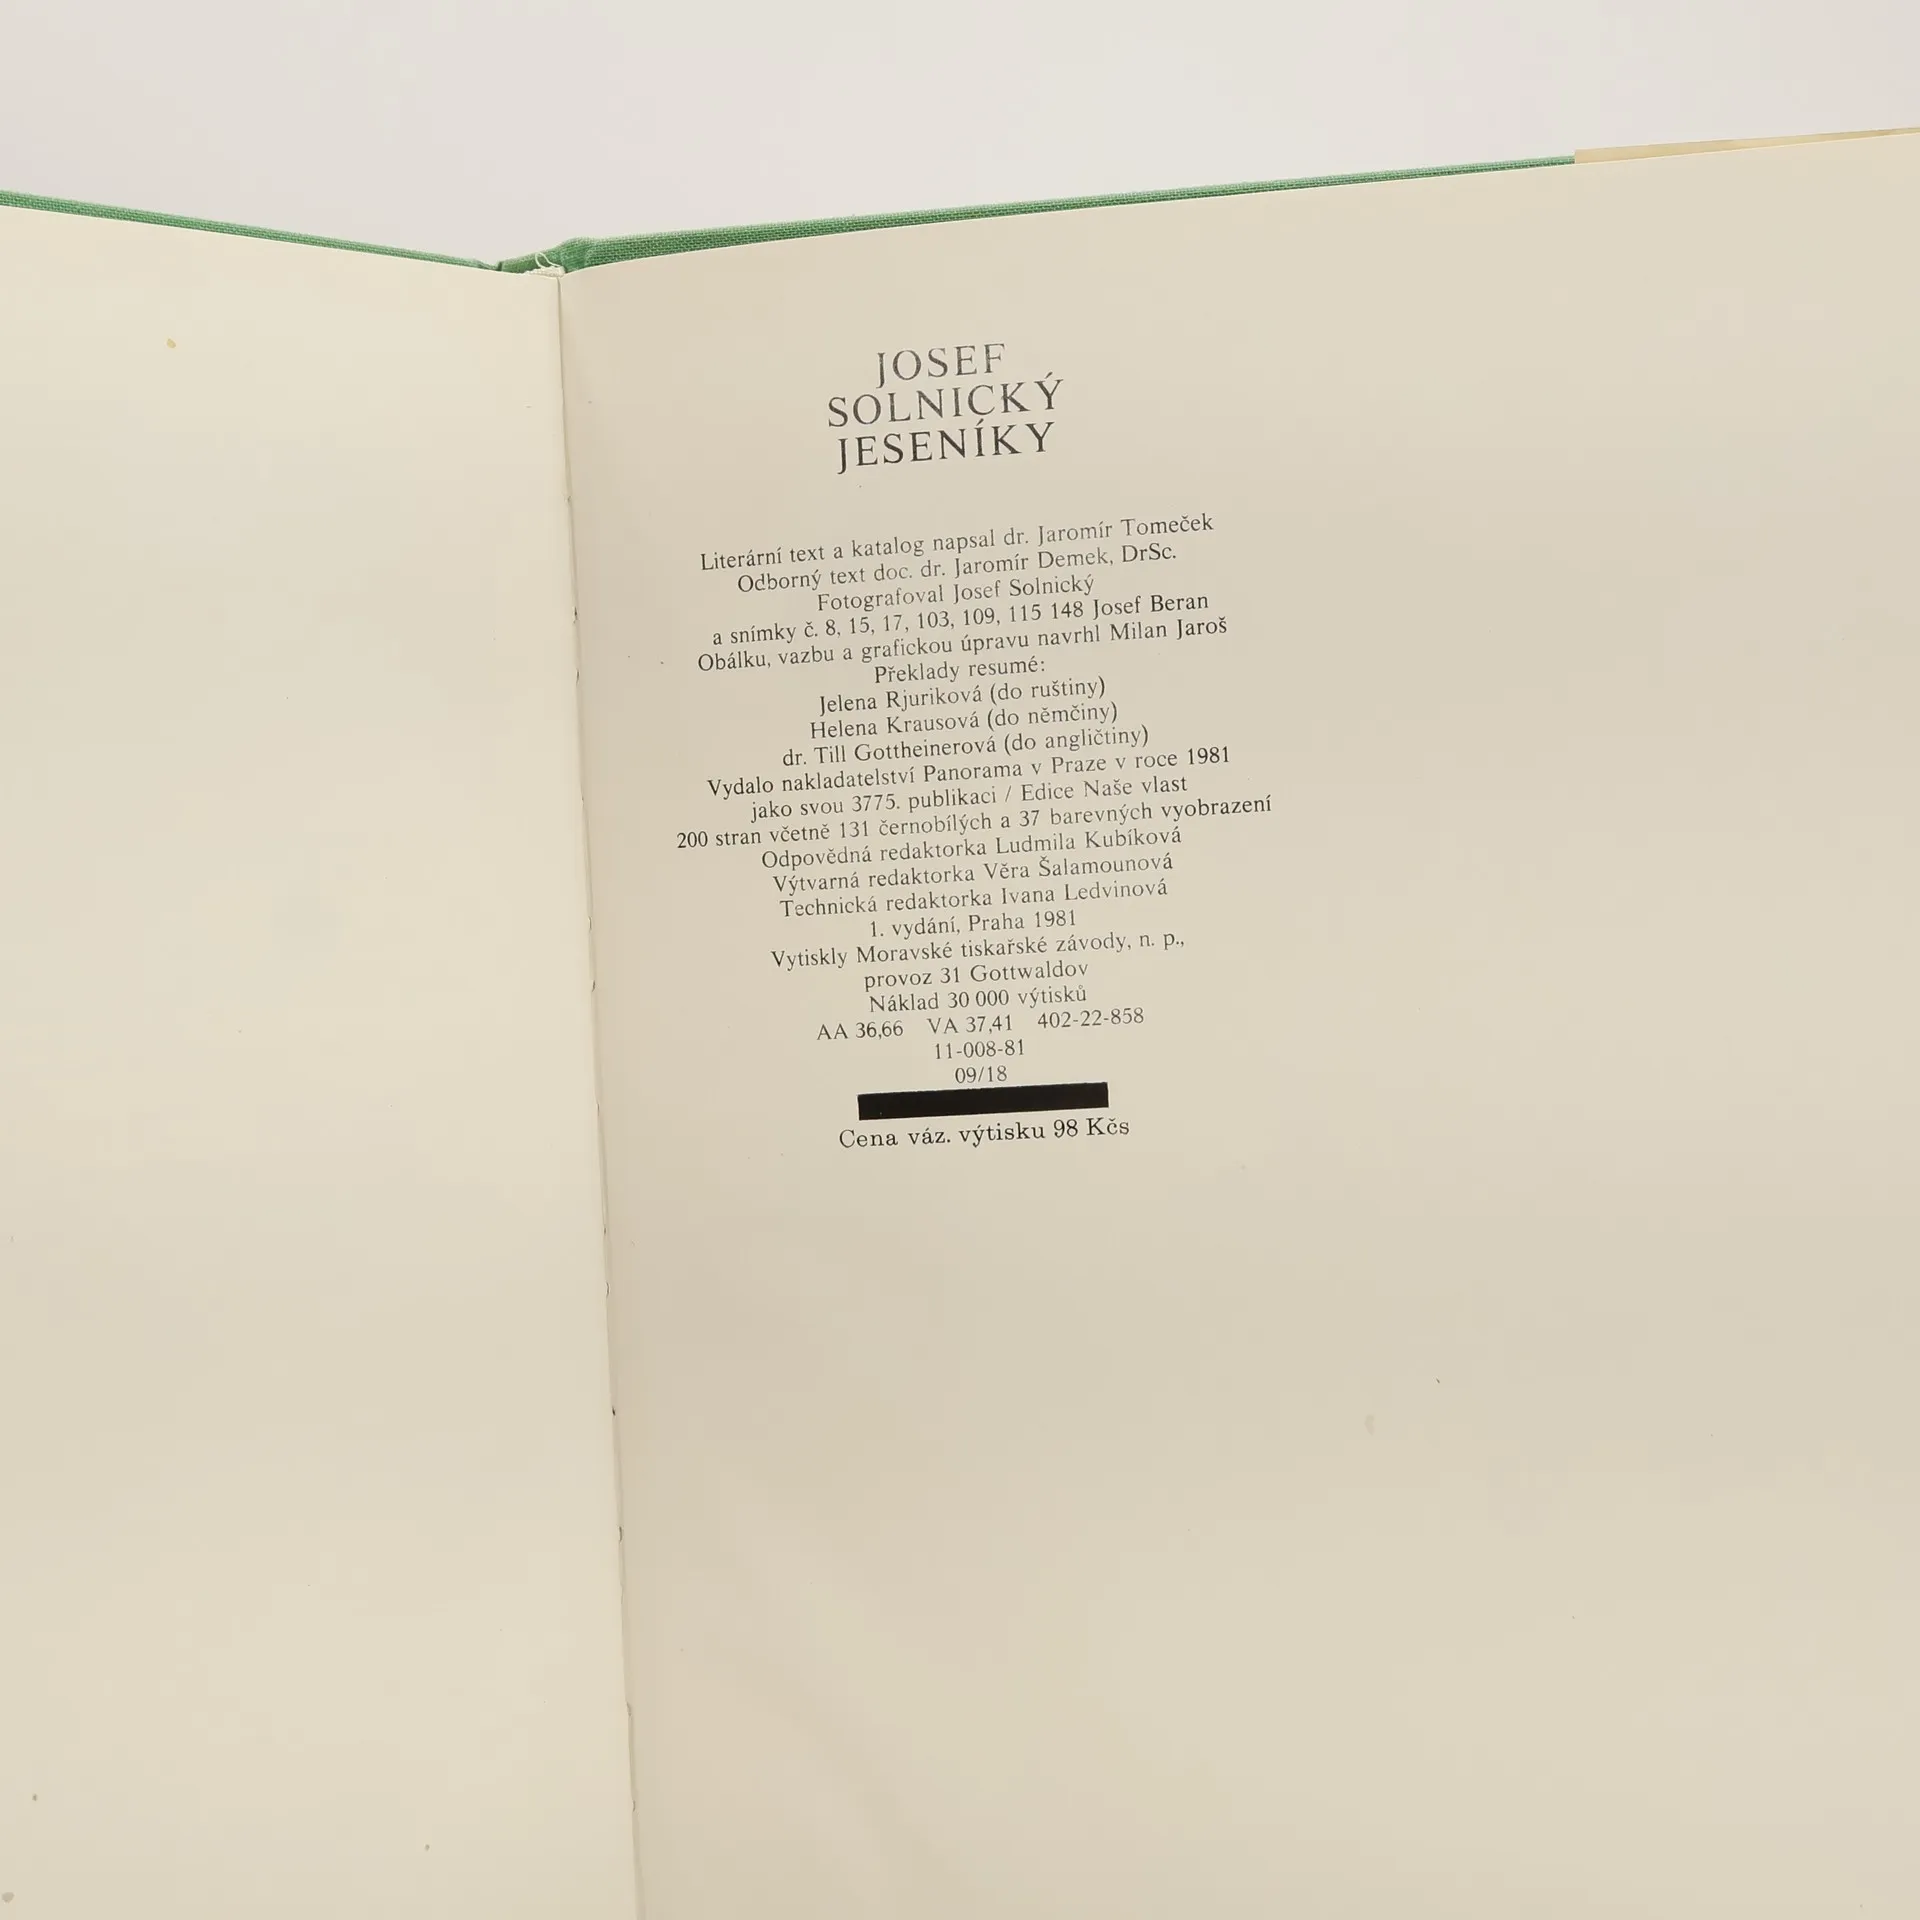 JOSEF
SOLNICKÝ
JESENÍKY
Literární text a katalog napsal dr. Jaromír Tomeček
Odborný text doc. dr. Jaromír Demek, DrSc.
Fotografoval Josef Solnický
a snímky č. 8, 15, 17, 103, 109, 115 148 Josef Beran
Obálku, vazbu a grafickou úpravu navrhl Milan Jaroš
Překlady resumé:
Jelena Rjuriková (do ruštiny)
Helena Krausová (do němčiny)
dr. Till Gottheinerová (do angličtiny)
Vydalo nakladatelství Panorama v Praze v roce 1981
jako svou 3775. publikaci / Edice Naše vlast
200 stran včetně 131 černobílých a 37 barevných vyobrazení
Odpovědná redaktorka Ludmila Kubíková
Výtvarná redaktorka Věra Šalamounová
Technická redaktorka Ivana Ledvinová
1. vydání, Praha 1981
Vytiskly Moravské tiskařské závody, n. p.,
provoz 31 Gottwaldov
Náklad 30 000 výtisků
AA 36,66 VA 37,41 402-22-858
11-008-81
09/18
Cena váz. výtisku 98 Kčs